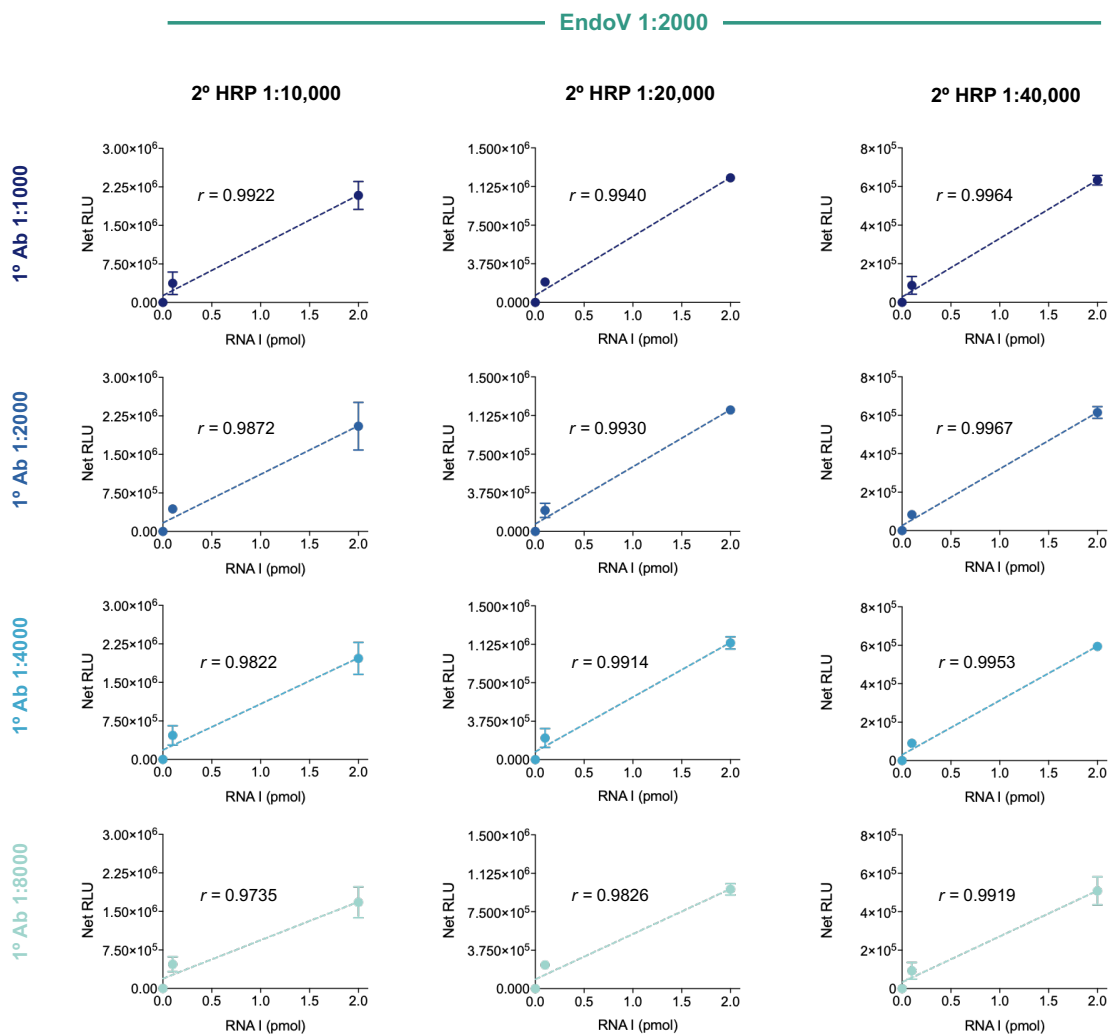 EndoV 1:2000
2º HRP 1:10,000
2º HRP 1:20,000
2º HRP 1:40,000
1º Ab 1:1000
Net RLU
3.00×10⁶
2.25×10⁶
1.50×10⁶
7.50×10⁵
0.00
r = 0.9922
0.0 0.5 1.0 1.5 2.0
RNA I (pmol)
Net RLU
1.500×10⁶
1.125×10⁶
7.500×10⁵
3.750×10⁵
0.000
r = 0.9940
0.0 0.5 1.0 1.5 2.0
RNA I (pmol)
Net RLU
8×10⁵
6×10⁵
4×10⁵
2×10⁵
0
r = 0.9964
0.0 0.5 1.0 1.5 2.0
RNA I (pmol)
1º Ab 1:2000
Net RLU
3.00×10⁶
2.25×10⁶
1.50×10⁶
7.50×10⁵
0.00
r = 0.9872
0.0 0.5 1.0 1.5 2.0
RNA I (pmol)
Net RLU
1.500×10⁶
1.125×10⁶
7.500×10⁵
3.750×10⁵
0.000
r = 0.9930
0.0 0.5 1.0 1.5 2.0
RNA I (pmol)
Net RLU
8×10⁵
6×10⁵
4×10⁵
2×10⁵
0
r = 0.9967
0.0 0.5 1.0 1.5 2.0
RNA I (pmol)
1º Ab 1:4000
Net RLU
3.00×10⁶
2.25×10⁶
1.50×10⁶
7.50×10⁵
0.00
r = 0.9822
0.0 0.5 1.0 1.5 2.0
RNA I (pmol)
Net RLU
1.500×10⁶
1.125×10⁶
7.500×10⁵
3.750×10⁵
0.000
r = 0.9914
0.0 0.5 1.0 1.5 2.0
RNA I (pmol)
Net RLU
8×10⁵
6×10⁵
4×10⁵
2×10⁵
0
r = 0.9953
0.0 0.5 1.0 1.5 2.0
RNA I (pmol)
1º Ab 1:8000
Net RLU
3.00×10⁶
2.25×10⁶
1.50×10⁶
7.50×10⁵
0.00
r = 0.9735
0.0 0.5 1.0 1.5 2.0
RNA I (pmol)
Net RLU
1.500×10⁶
1.125×10⁶
7.500×10⁵
3.750×10⁵
0.000
r = 0.9826
0.0 0.5 1.0 1.5 2.0
RNA I (pmol)
Net RLU
8×10⁵
6×10⁵
4×10⁵
2×10⁵
0
r = 0.9919
0.0 0.5 1.0 1.5 2.0
RNA I (pmol)